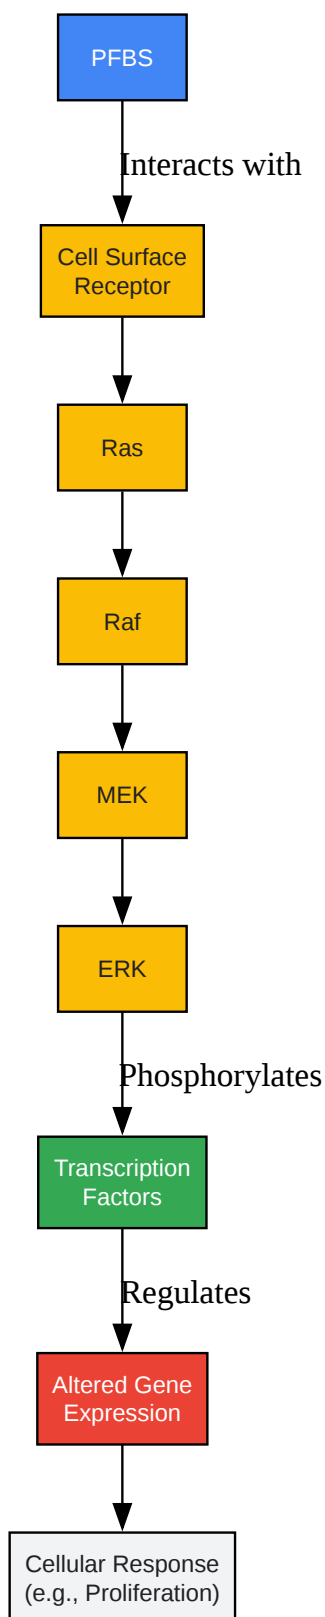 PFBS
Interacts with
Cell Surface
Receptor
Ras
Raf
MEK
ERK
Phosphorylates
Transcription
Factors
Regulates
Altered Gene
Expression
Cellular Response
(e.g., Proliferation)